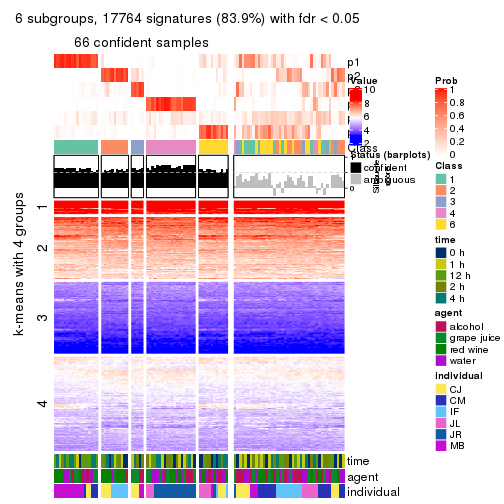 6 subgroups, 17764 signatures (83.9%) with fdr < 0.05
66 confident samples
p1
p2
Class
Value
10
8
6
4
2
Status (barplots)
confident
ambiguous
0
k-means with 4 groups
1
2
3
4
time
agent
individual
Prob
1
0.8
0.6
0.4
0.2
0
Class
1
2
3
4
6
time
0 h
1 h
12 h
2 h
4 h
agent
alcohol
grape juice
red wine
water
individual
CJ
CM
IF
JL
JR
MB